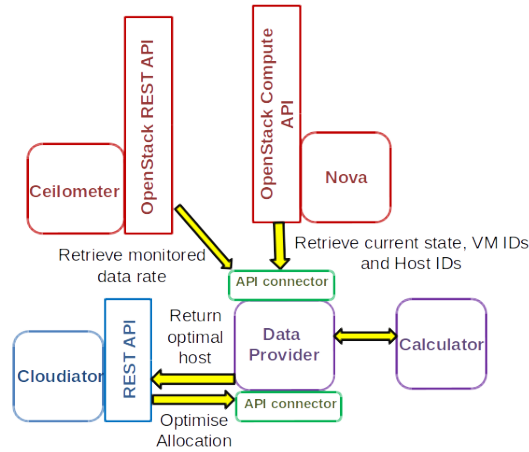 OpenStack REST API
OpenStack Compute
API
Ceilometer
Nova
Retrieve monitored
data rate
Retrieve current state, VM IDs
and Host IDs
API connector
Return
optimal
host
Data
Provider
Calculator
Cloudiator
REST API
API connector
Optimise
Allocation